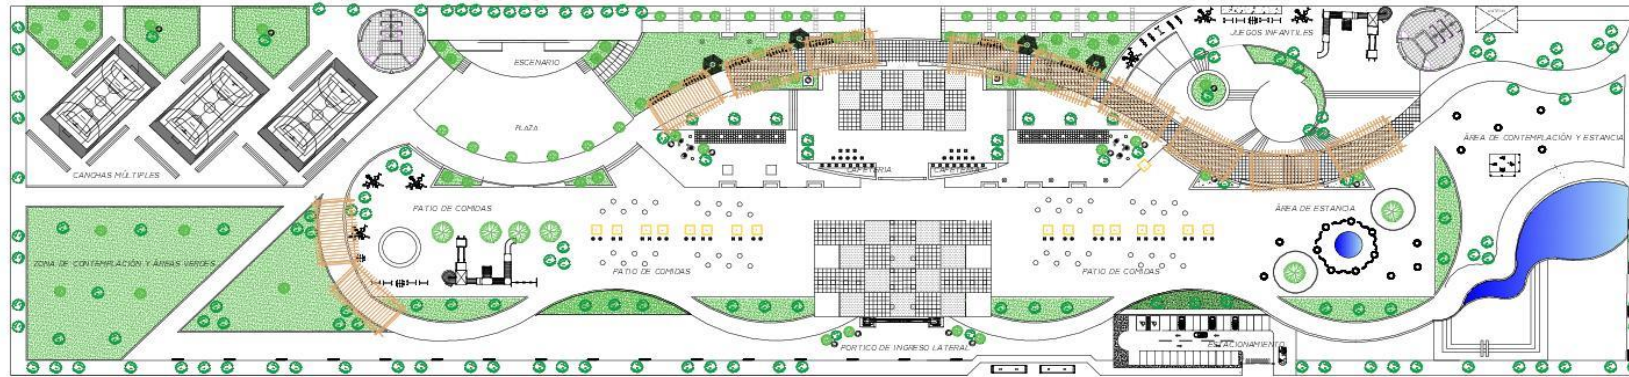 JUEGOS INFANTILES
ESCENARIO
PLAZA
ÁREA DE CONTEMPLACIÓN Y ESTANCIA
CANCHAS MÚLTIPLES
CAFETERIA
CAFETERIA
PATIO DE COMIDAS
ÁREA DE ESTANCIA
ZONA DE CONTEMPLACIÓN Y ÁREAS VERDES
PATIO DE COMIDAS
PATIO DE COMIDAS
PORTICO DE INGRESO LATERAL
ESTACIONAMIENTO